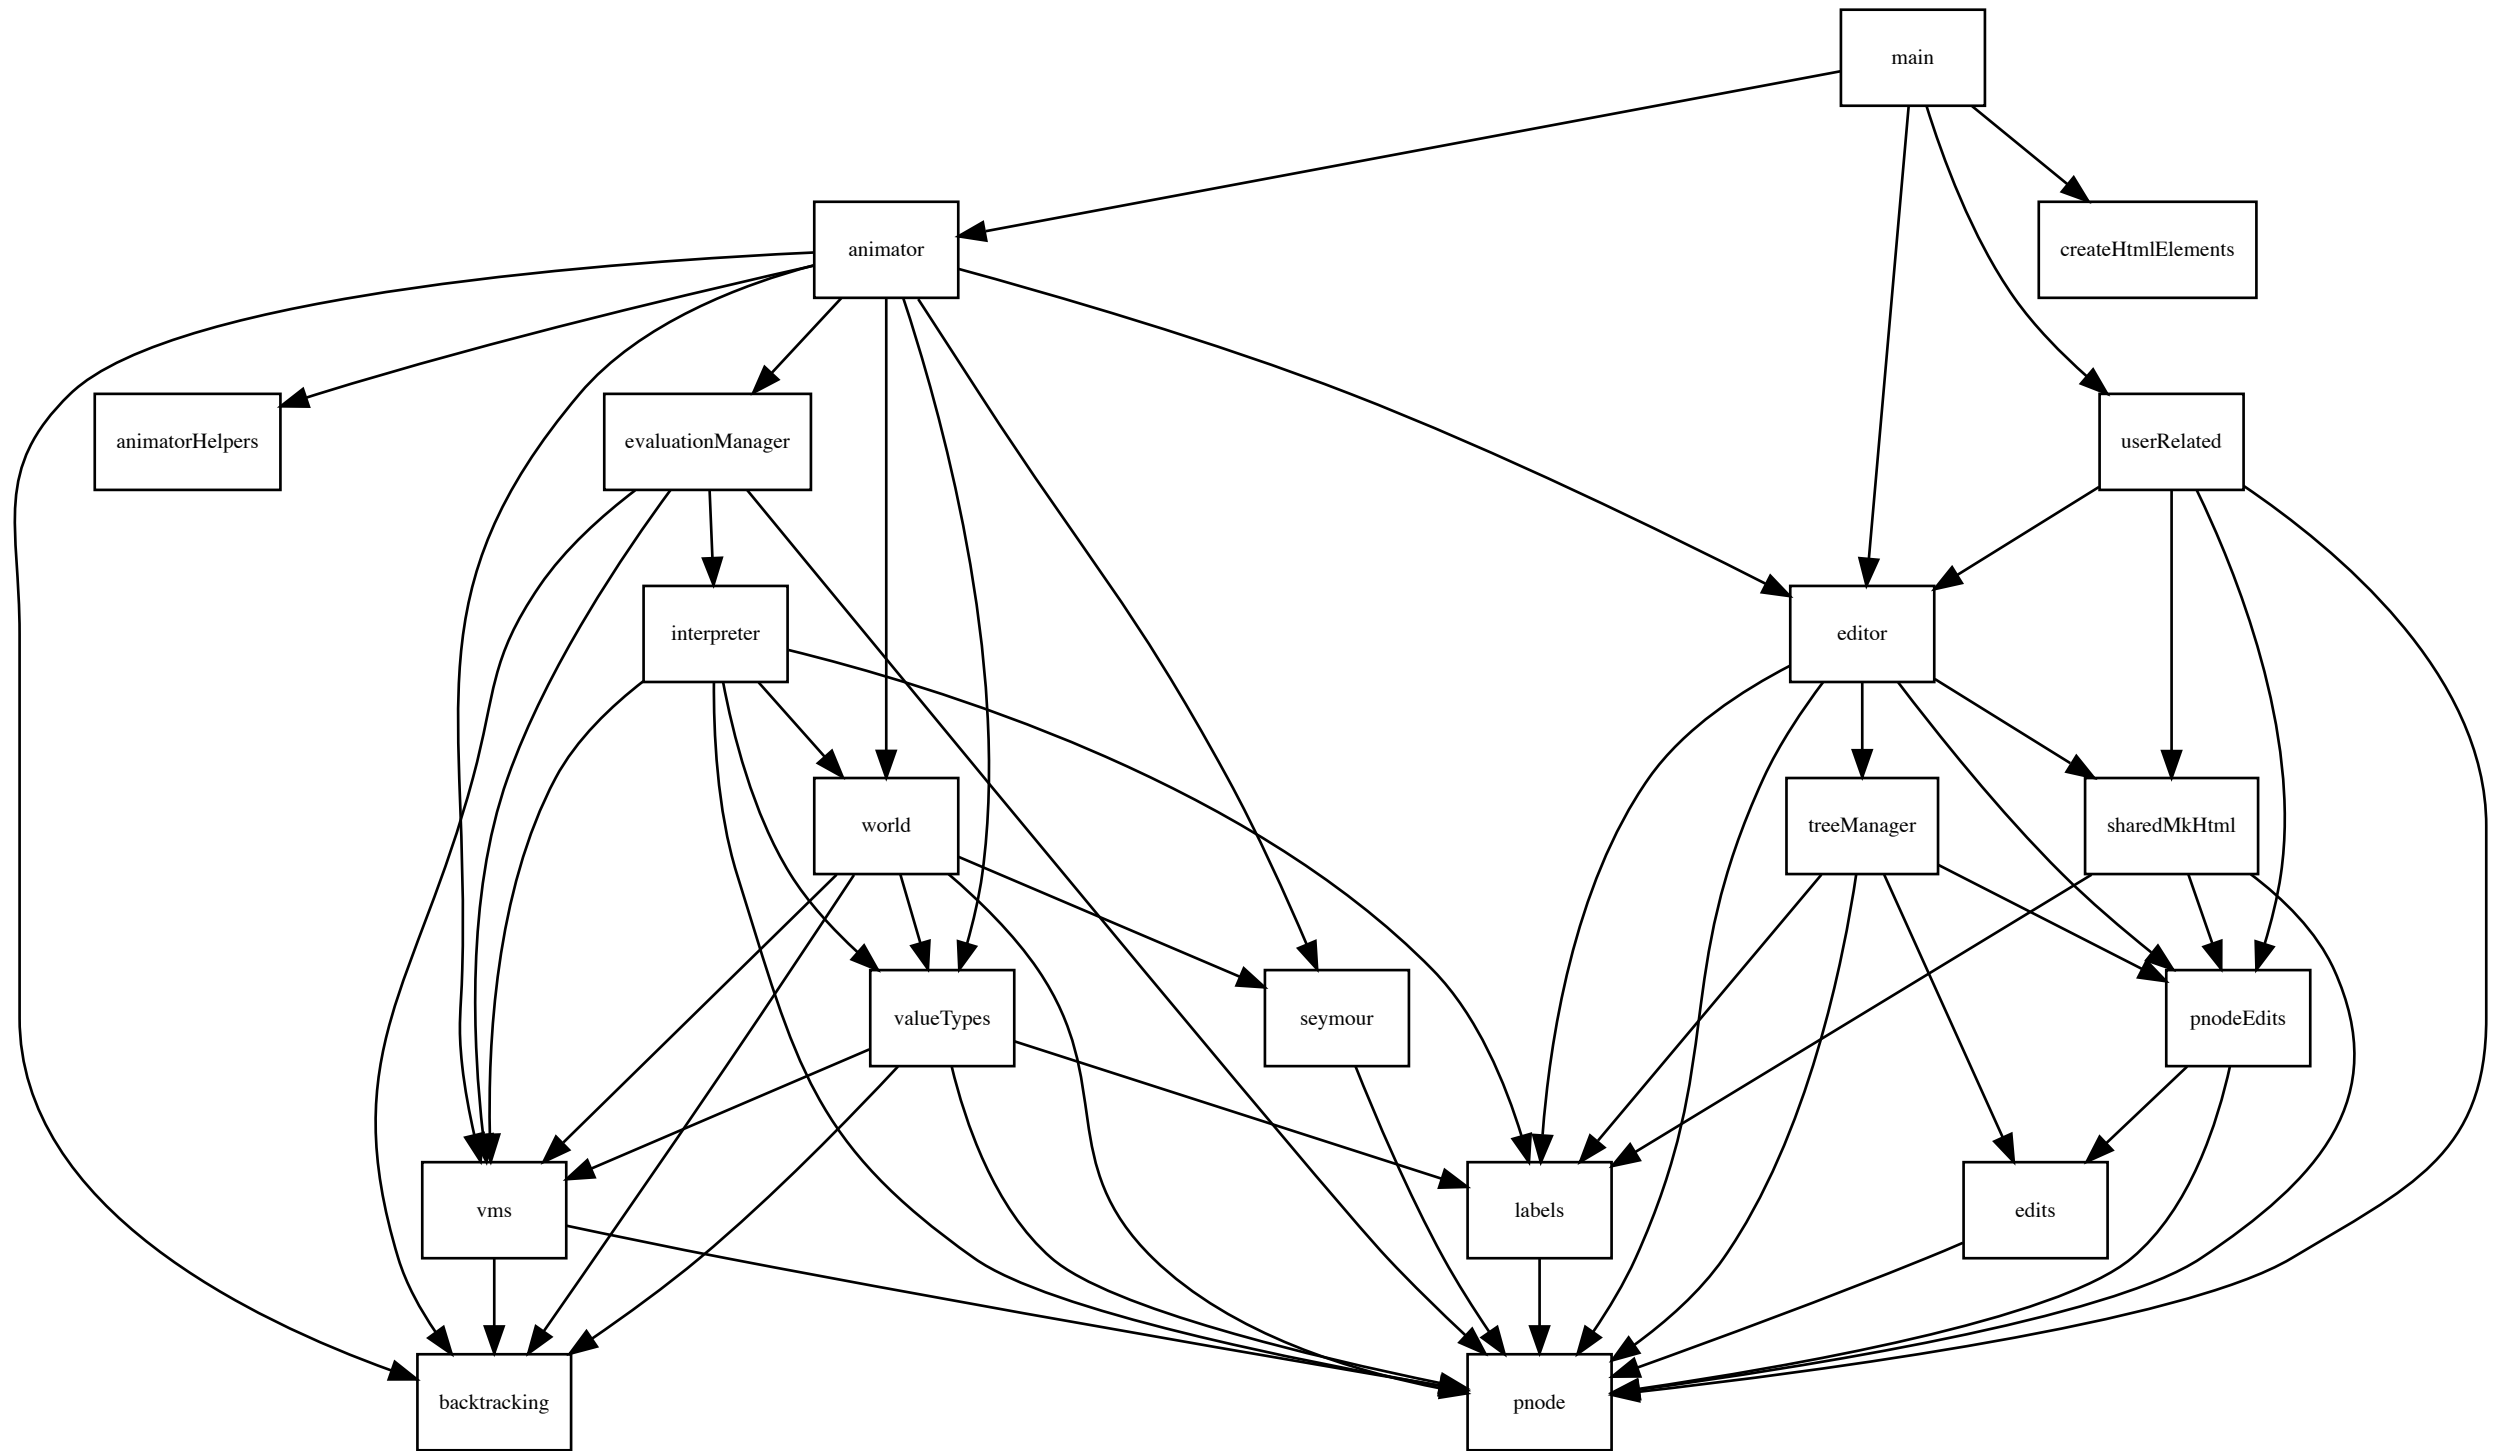 main
animator
createHtmlElements
animatorHelpers
evaluationManager
userRelated
interpreter
editor
world
treeManager
sharedMkHtml
valueTypes
seymour
pnodeEdits
vms
labels
edits
backtracking
pnode